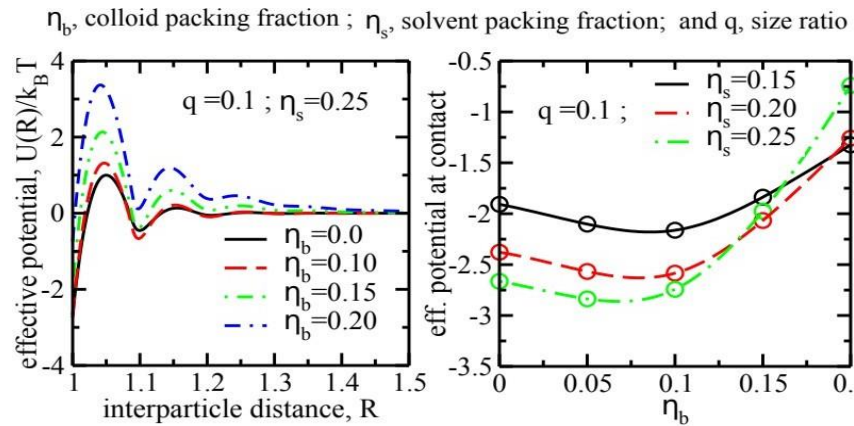 η_b, colloid packing fraction ; η_s, solvent packing fraction; and q, size ratio
effective potential, U(R)/k_BT
4
2
0
-2
-4
q =0.1 ; η_s=0.25
η_b=0.0
η_b=0.10
η_b=0.15
η_b=0.20
1
1.1
1.2
1.3
1.4
1.5
interparticle distance, R
eff. potential at contact
-0.5
-1
-1.5
-2
-2.5
-3
-3.5
q =0.1 ;
η_s=0.15
η_s=0.20
η_s=0.25
0
0.05
0.1
0.15
0.
η_b